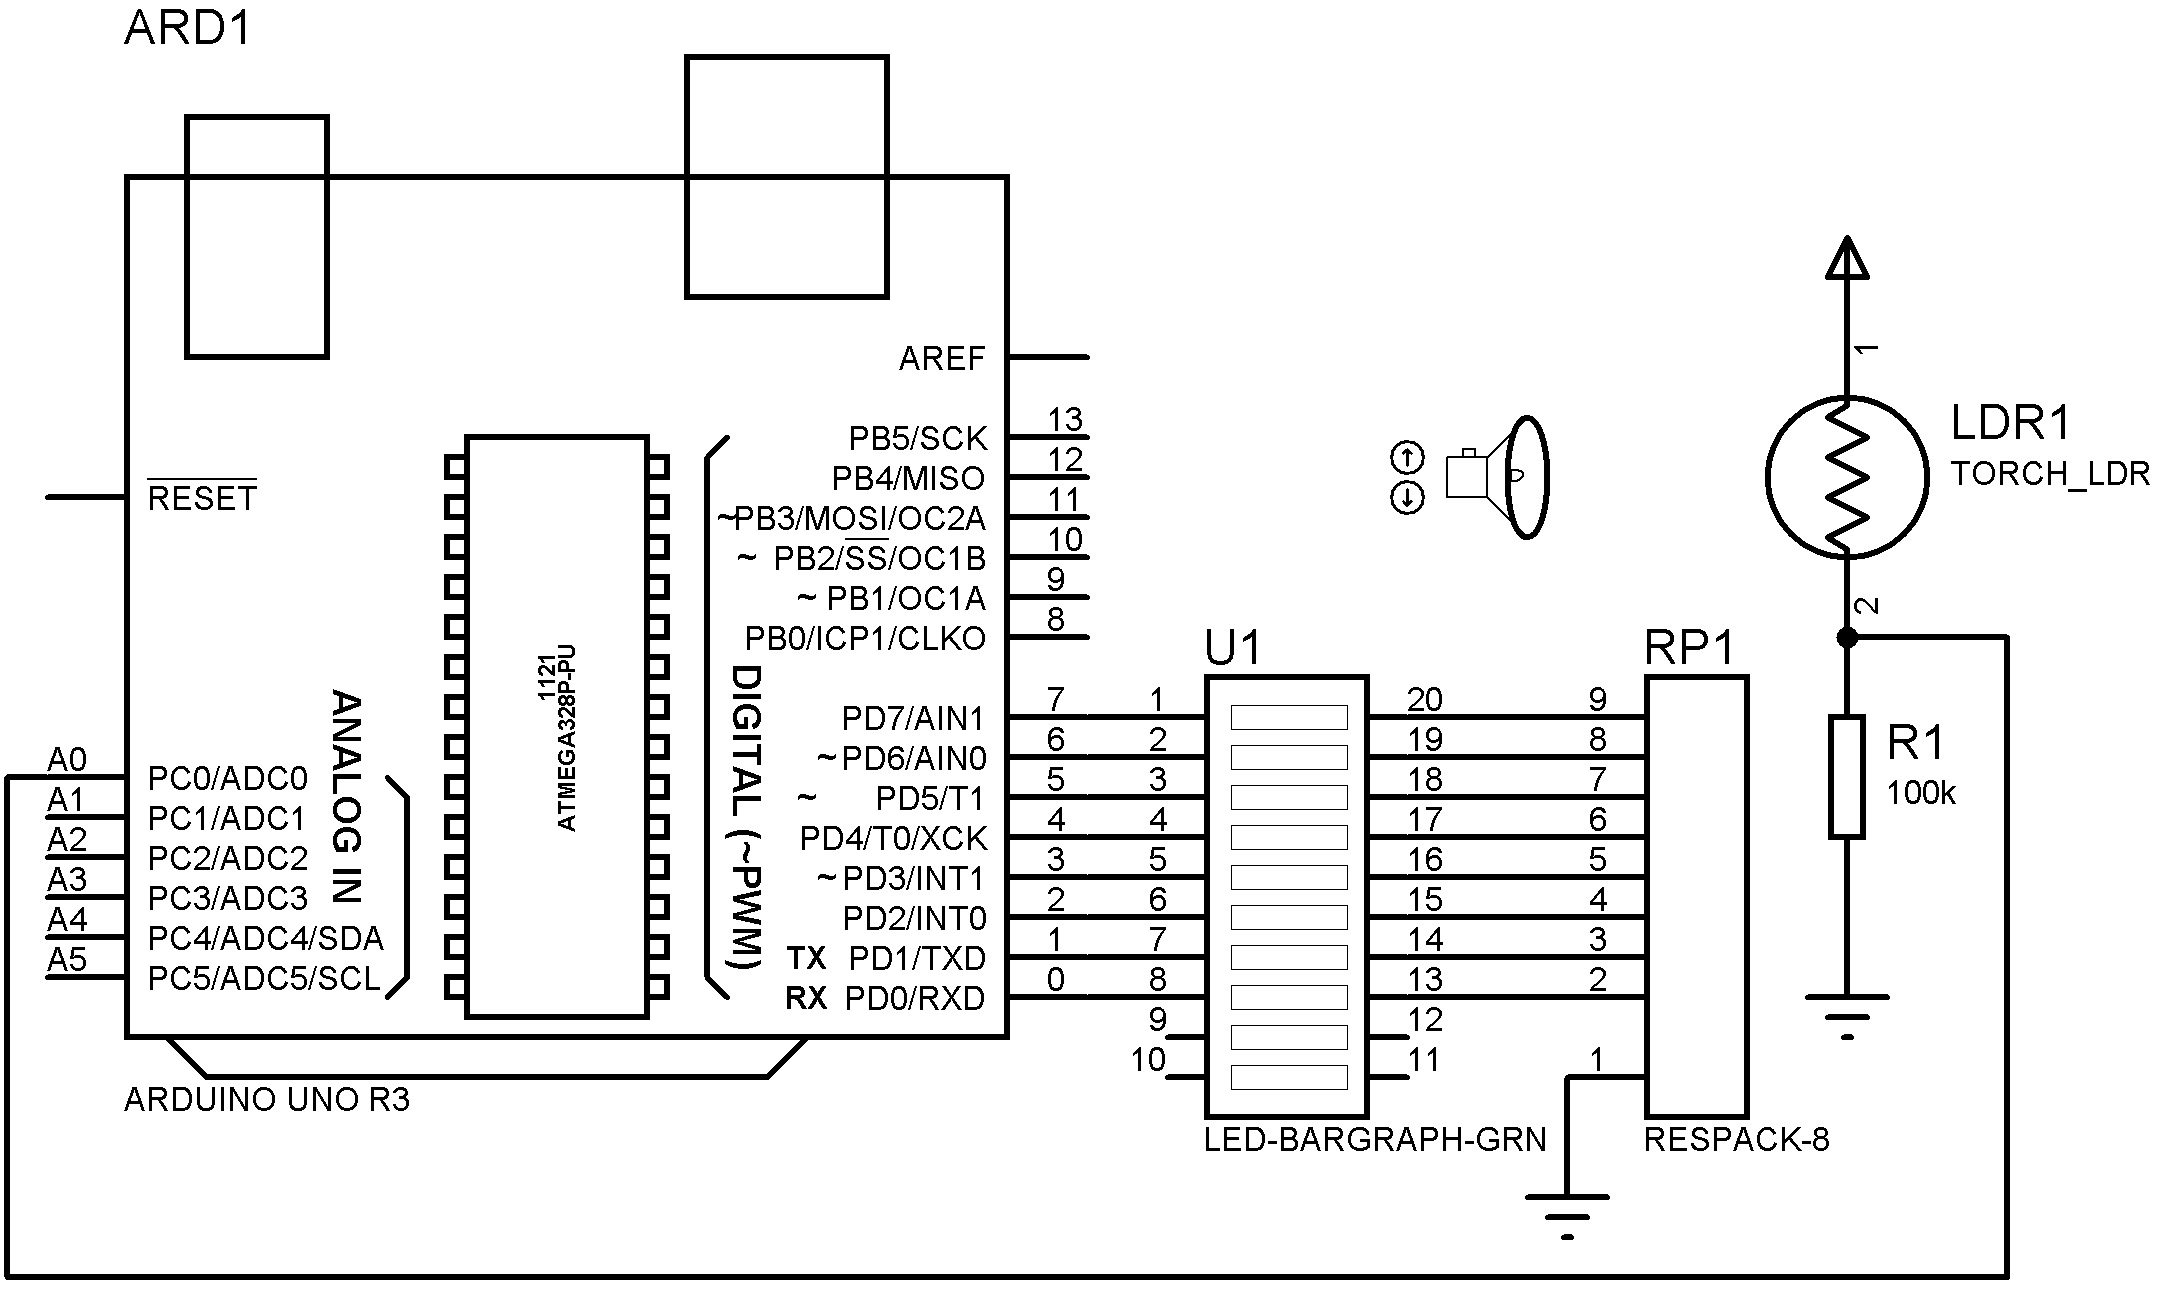 ARD1
AREF
13
PB5/SCK
12
PB4/MISO
11
~PB3/MOSI/OC2A
10
~ PB2/SS/OC1B
9
~ PB1/OC1A
8
PB0/ICP1/CLKO
RESET
1121
ATMEGA328P-PU
ANALOG IN
DIGITAL (~PWM)
A0
PC0/ADC0
A1
PC1/ADC1
A2
PC2/ADC2
A3
PC3/ADC3
A4
PC4/ADC4/SDA
A5
PC5/ADC5/SCL
7
PD7/AIN1
6
~PD6/AIN0
5
~ PD5/T1
4
PD4/T0/XCK
3
~PD3/INT1
2
PD2/INT0
1
TX PD1/TXD
0
RX PD0/RXD
ARDUINO UNO R3
U1
1
2
3
4
5
6
7
8
9
10
20
19
18
17
16
15
14
13
12
11
LED-BARGRAPH-GRN
RP1
9
8
7
6
5
4
3
2
1
RESPACK-8
1
LDR1
TORCH_LDR
2
R1
100k